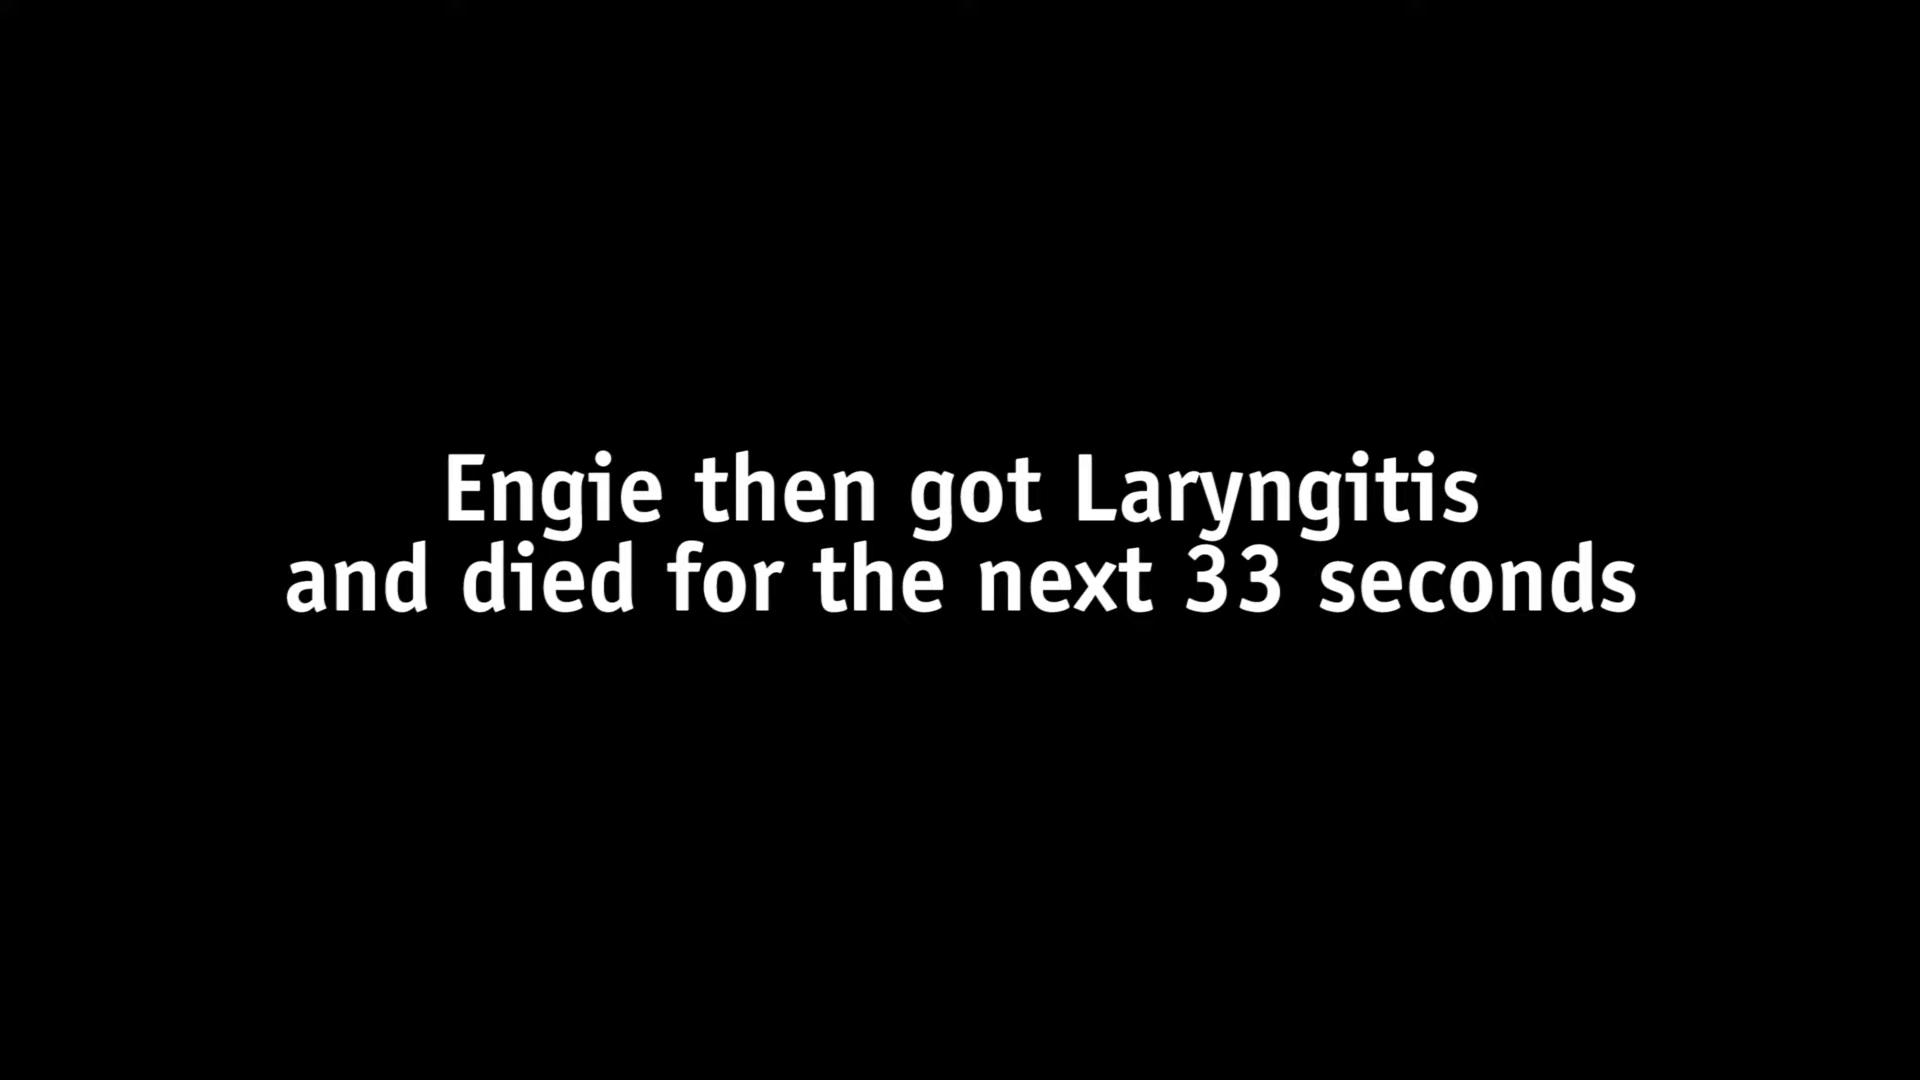 Engie then got Laryngitis
and died for the next 33 seconds